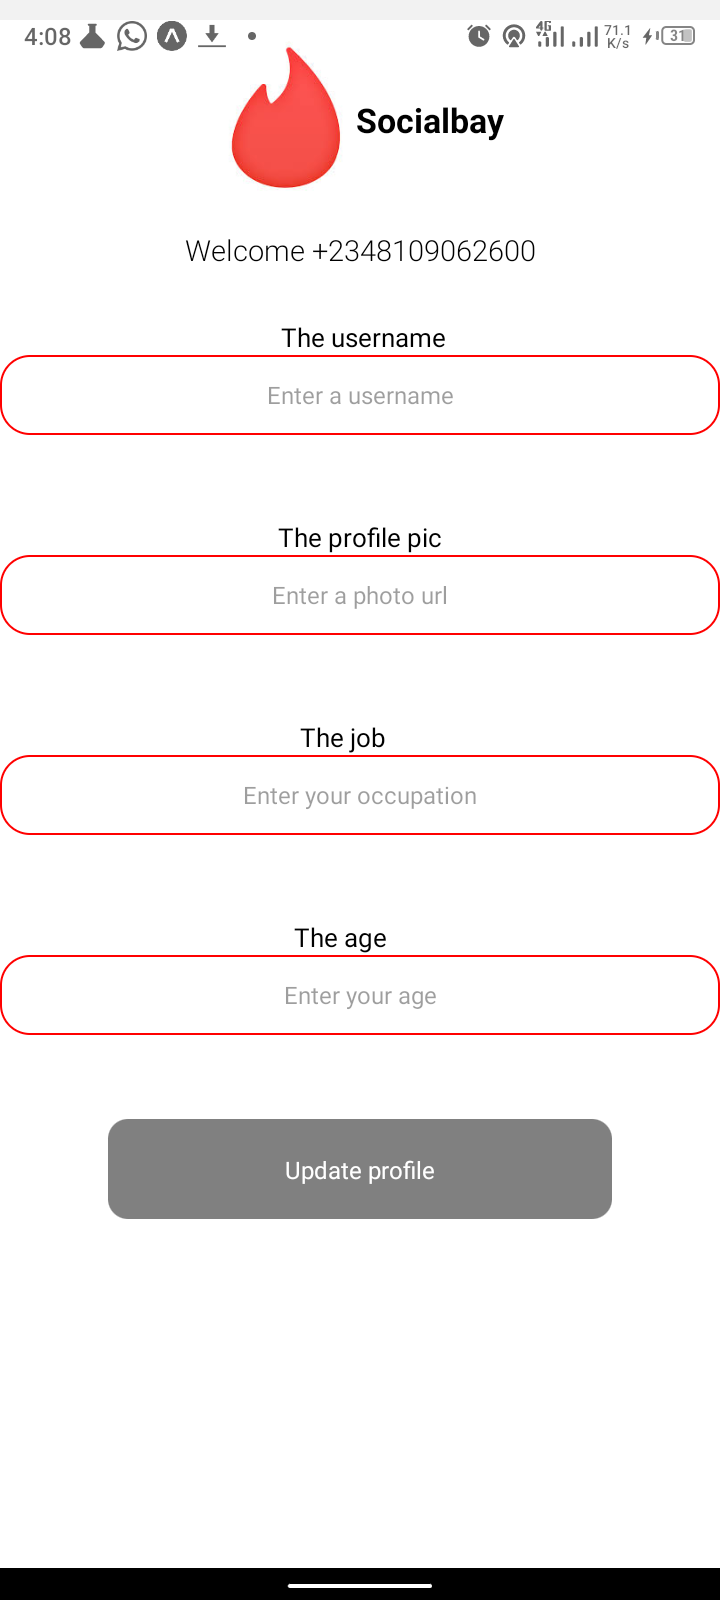 4:08
4G
71.1
K/s
31
Socialbay
Welcome +2348109062600
The username
Enter a username
The profile pic
Enter a photo url
The job
Enter your occupation
The age
Enter your age
Update profile